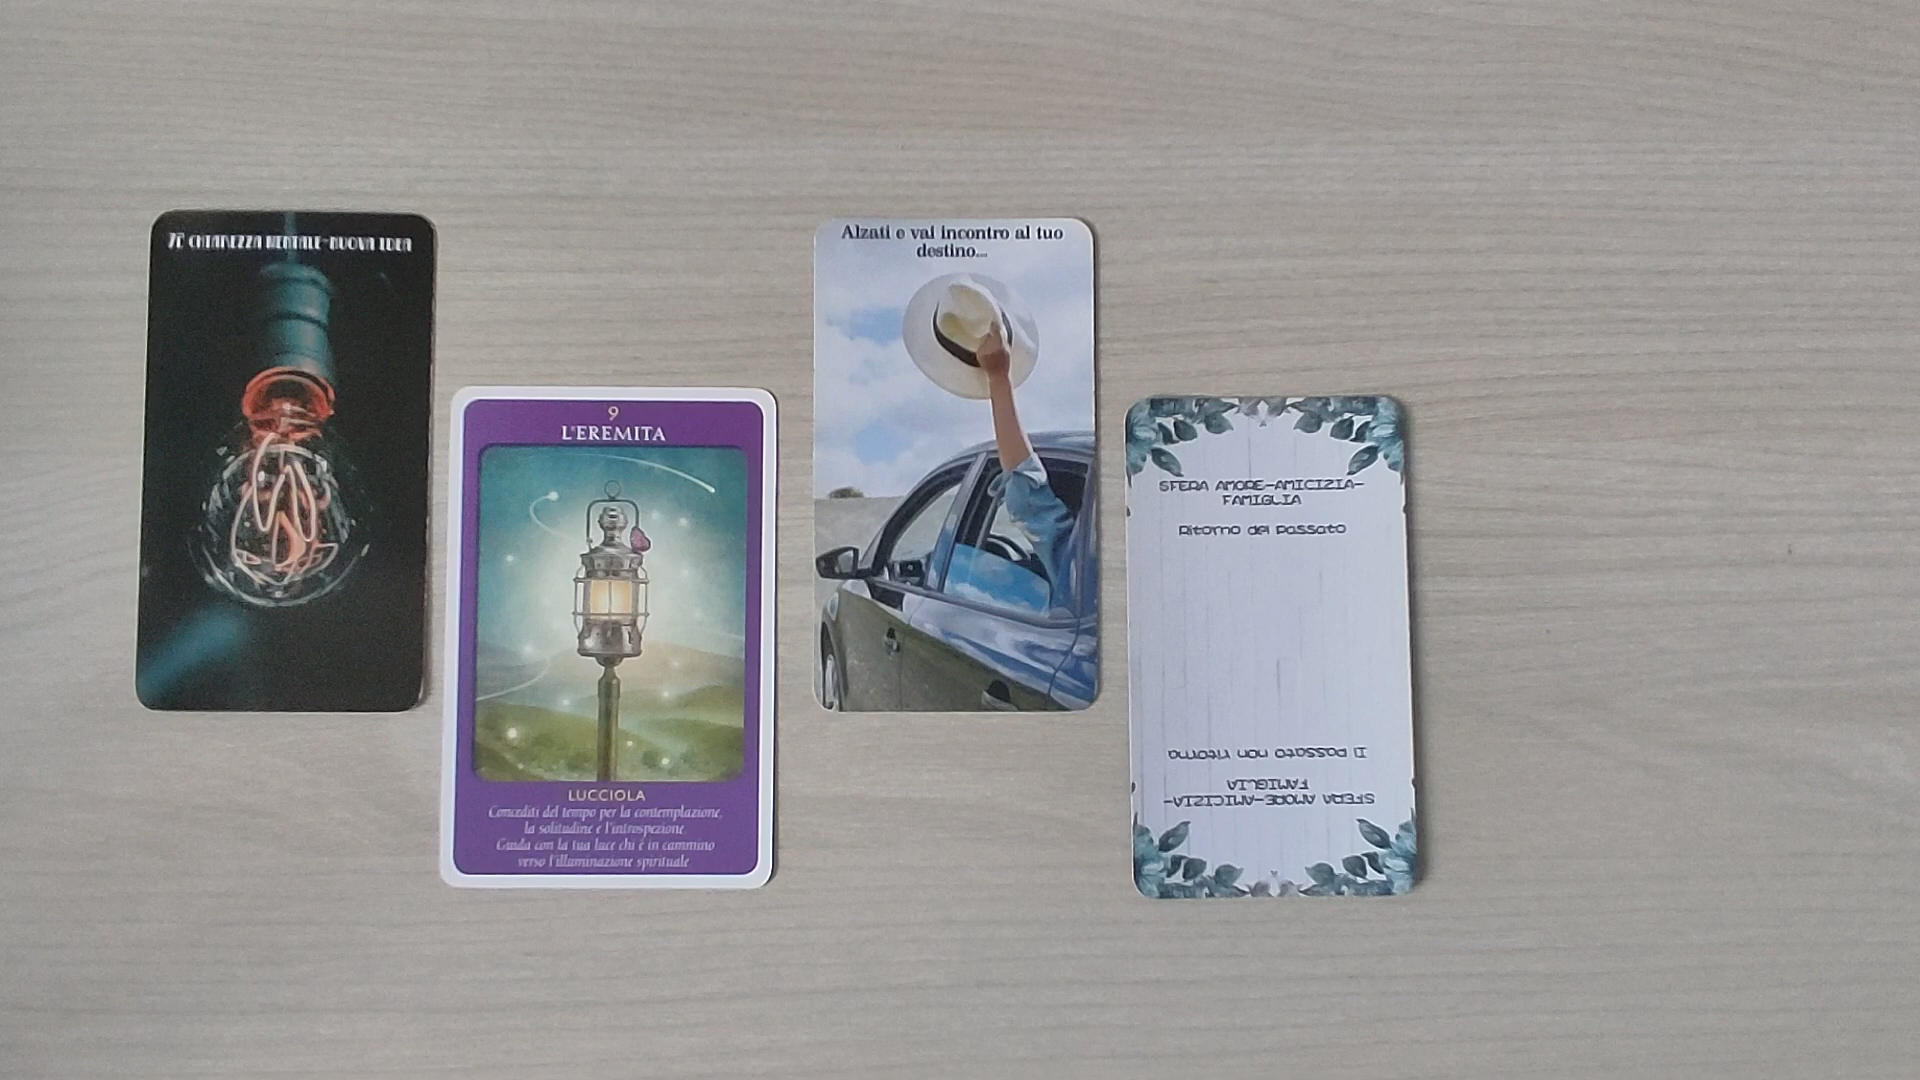 7C CHIAREZZA MENTALE-NUOVA IDEA
9
L'EREMITA
LUCCIOLA
Concediti del tempo per la contemplazione,
la solitudine e l'introspezione
Guida con la tua luce chi è in cammino
verso l'illuminazione spirituale
Alzati e vai incontro al tuo
destino...
SFERA AMORE-AMICIZIA-
FAMIGLIA
Ritorno del passato
Il passato non ritorna
SFERA AMORE-AMICIZIA-
FAMIGLIA